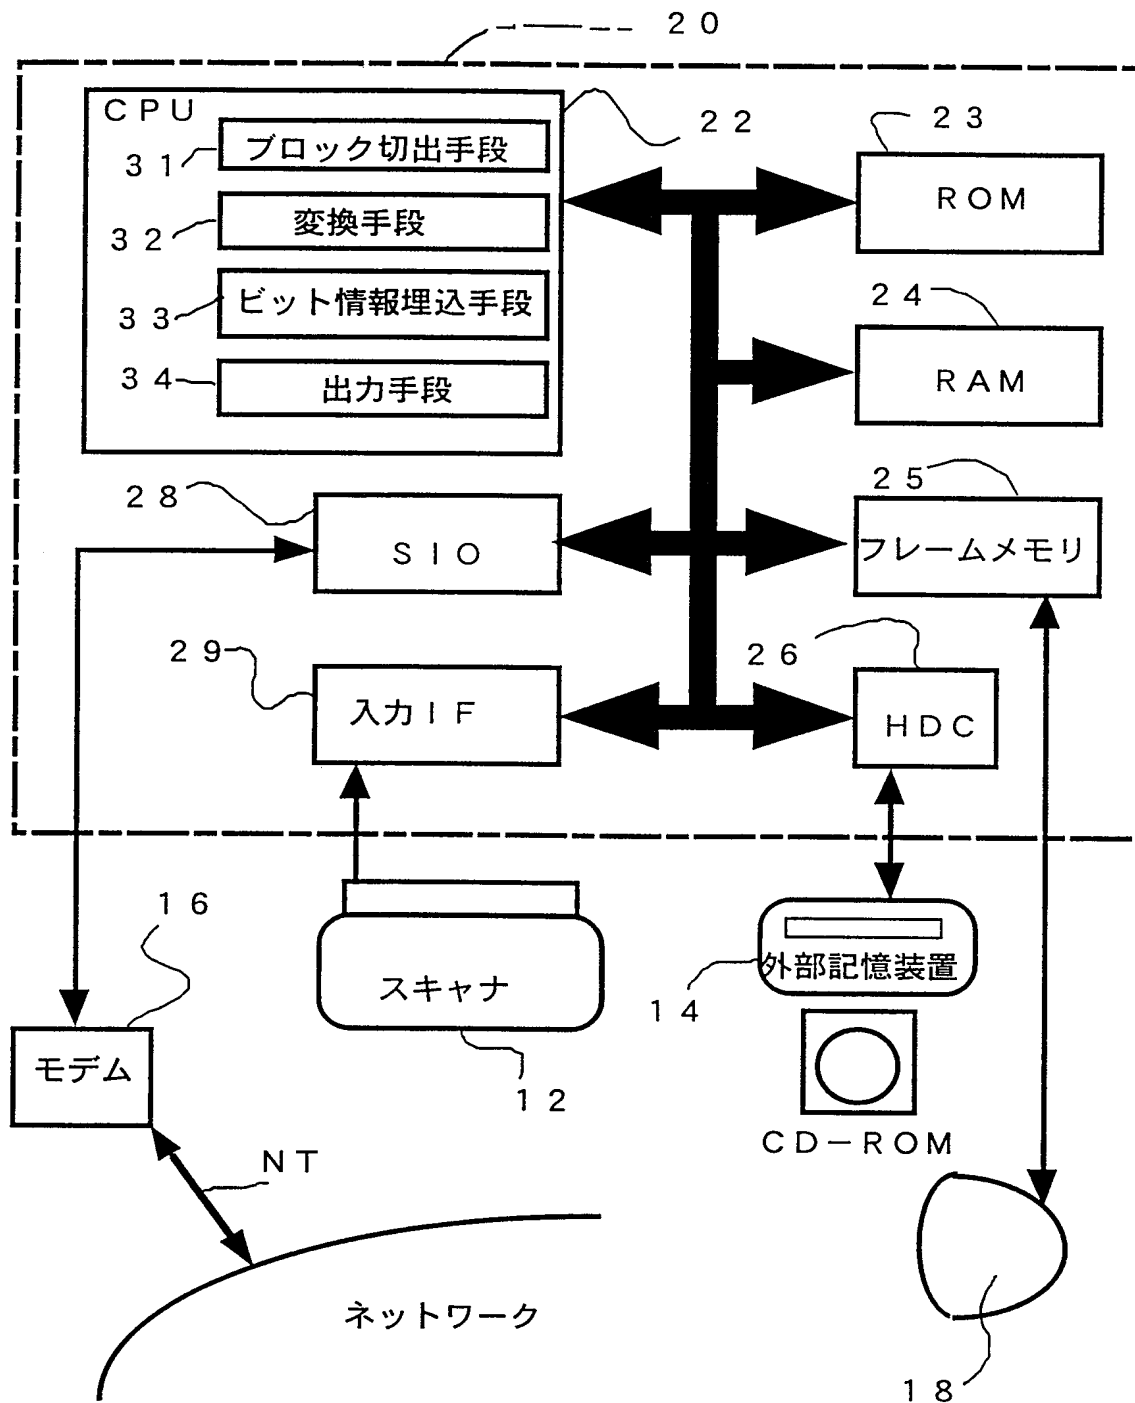 ２０
ＣＰＵ
２２
２３
３１
ブロック切出手段
ＲＯＭ
３２
変換手段
３３
ビット情報埋込手段
２４
３４
出力手段
ＲＡＭ
２８
２５
ＳＩＯ
フレームメモリ
２９
２６
入力ＩＦ
ＨＤＣ
１６
スキャナ
外部記憶装置
１４
モデム
１２
ＣＤ－ＲＯＭ
ＮＴ
ネットワーク
１８